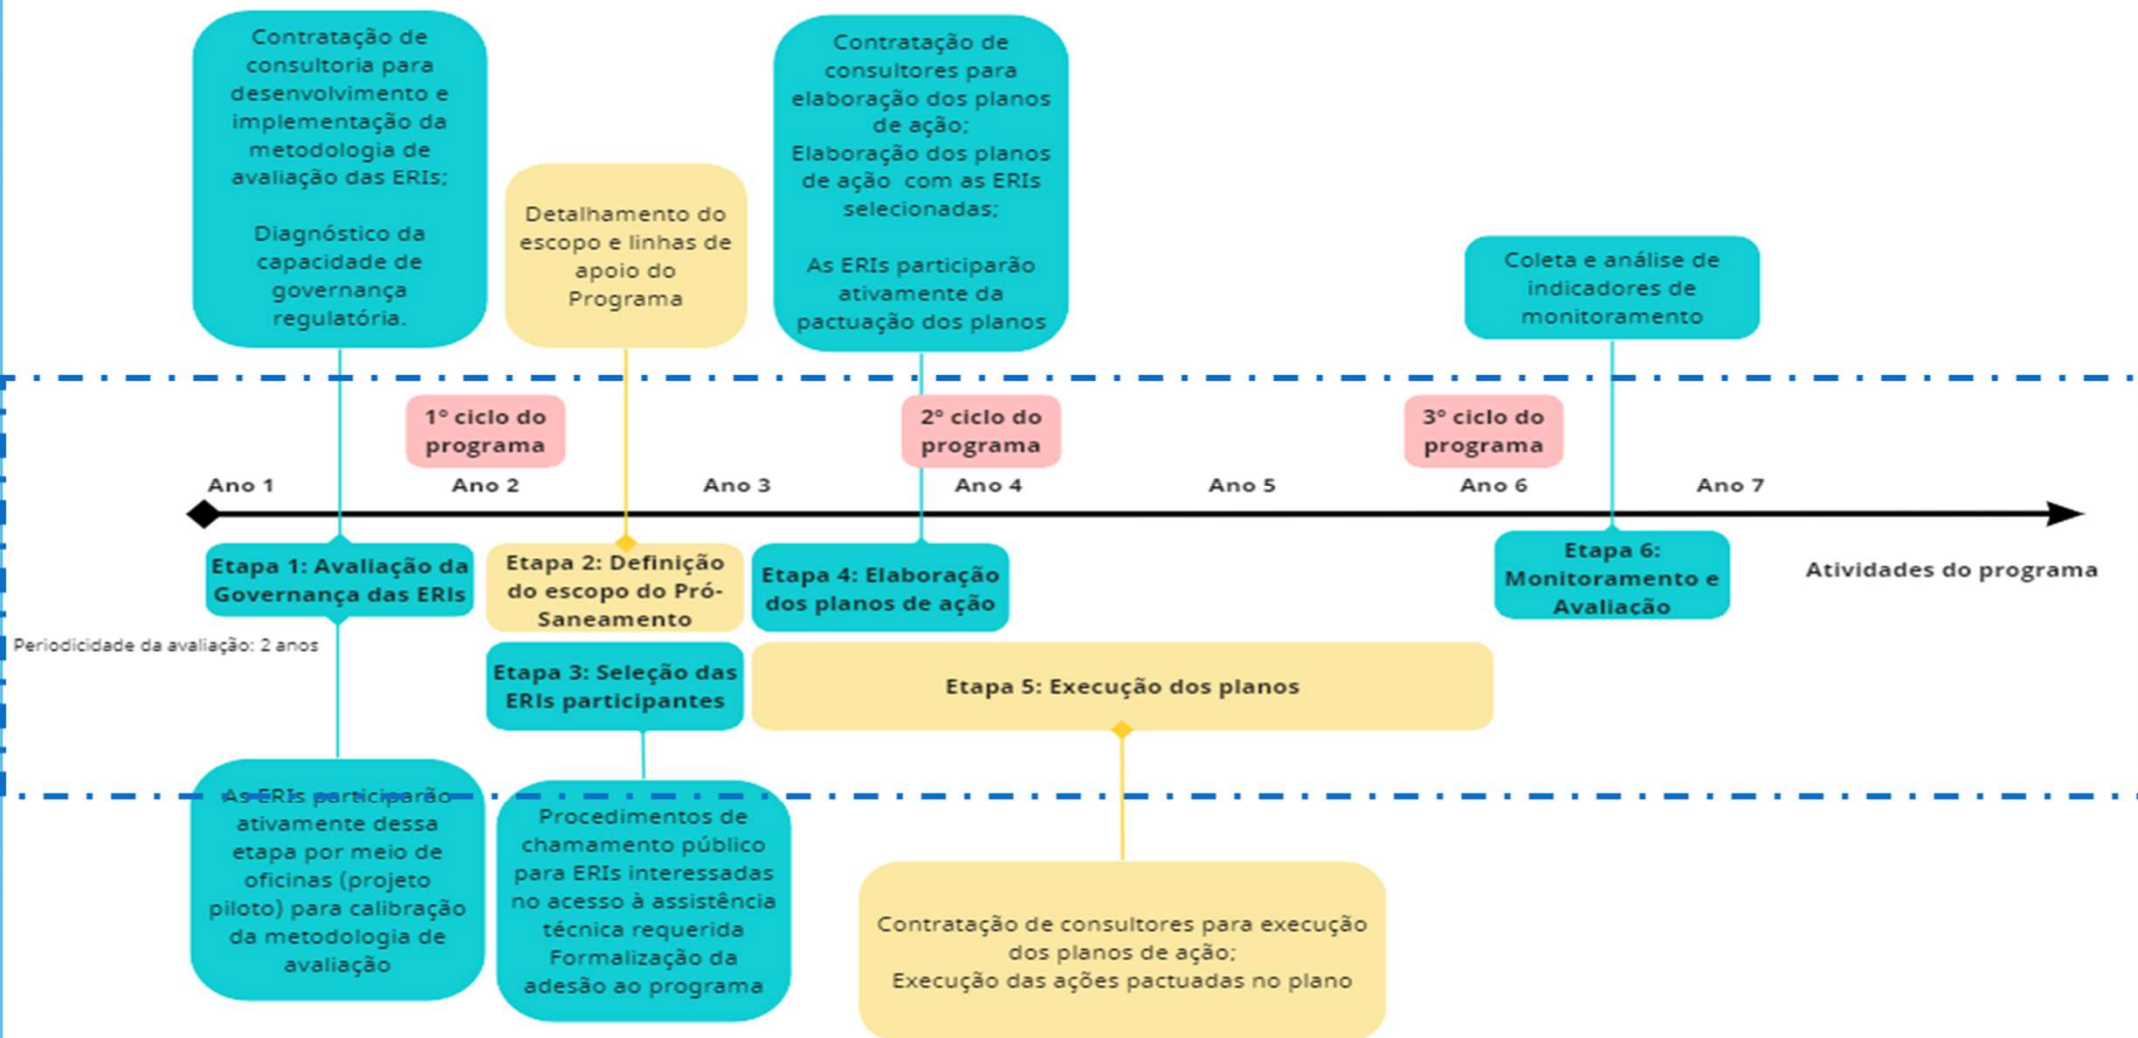 Contratação de
consultoria para
desenvolvimento e
implementação da
metodologia de
avaliação das ERIs;
Diagnóstico da
capacidade de
governança
regulatória.
Detalhamento do
escopo e linhas de
apoio do
Programa
Contratação de
consultores para
elaboração dos planos
de ação;
Elaboração dos planos
de ação com as ERIs
selecionadas;
As ERIs participarão
ativamente da
pactuação dos planos
Coleta e análise de
indicadores de
monitoramento
1º ciclo do
programa
2º ciclo do
programa
3º ciclo do
programa
Ano 1 Ano 2 Ano 3 Ano 4 Ano 5 Ano 6 Ano 7
Etapa 1: Avaliação da
Governança das ERIs
Etapa 2: Definição
do escopo do Pró-
Saneamento
Etapa 4: Elaboração
dos planos de ação
Etapa 6:
Monitoramento e
Avaliação
Atividades do programa
Periodicidade da avaliação: 2 anos
Etapa 3: Seleção das
ERIs participantes
Etapa 5: Execução dos planos
As ERIs participarão
ativamente dessa
etapa por meio de
oficinas (projeto
piloto) para calibração
da metodologia de
avaliação
Procedimentos de
chamamento público
para ERIs interessadas
no acesso à assistência
técnica requerida
Formalização da
adesão ao programa
Contratação de consultores para execução
dos planos de ação;
Execução das ações pactuadas no plano